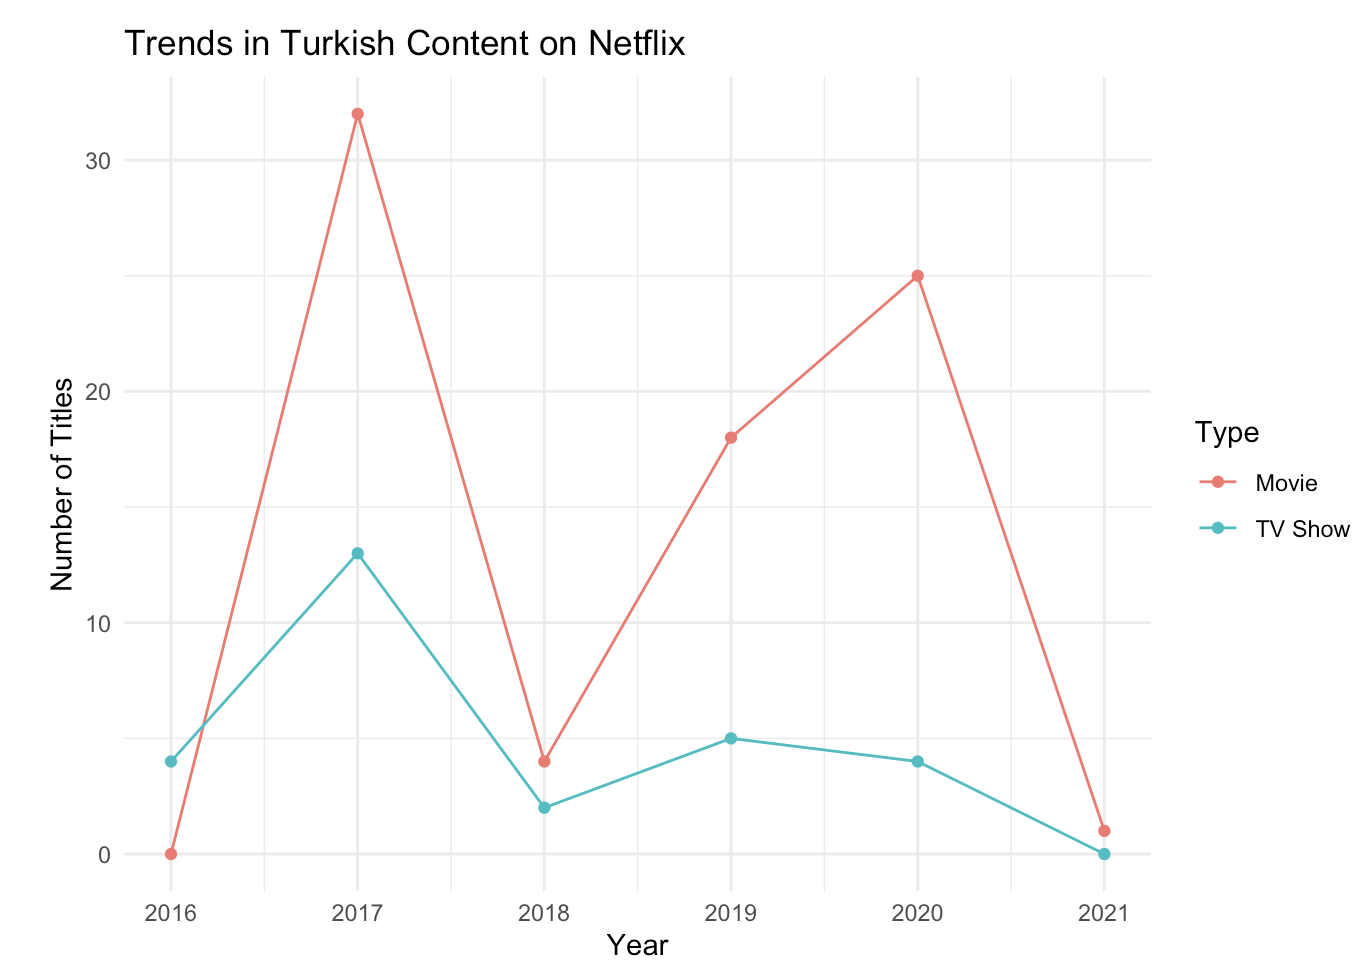 Trends in Turkish Content on Netflix
Number of Titles
30
20
10
0
2016 2017 2018 2019 2020 2021
Year
Type
Movie
TV Show